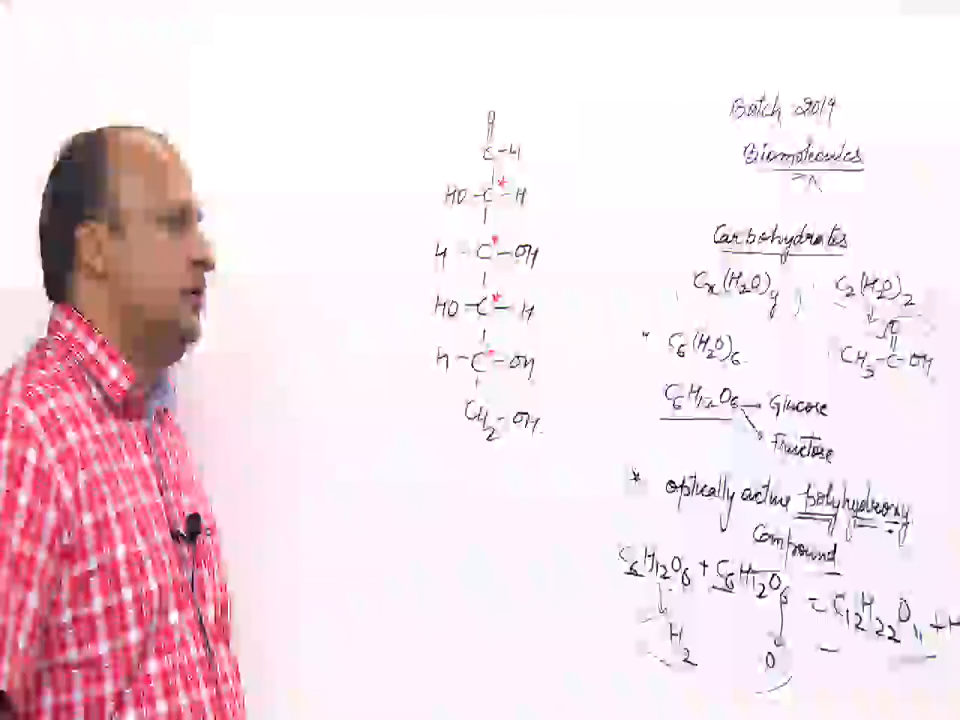 O
||
C-H
|
HO-C*-H
|
H-C*-OH
|
HO-C*-H
|
H-C*-OH
|
CH2-OH.
Batch 2019
Biomolecules
Carbohydrates
Cx(H2O)y
C2(H2O)2
" C6(H2O)6
O
||
CH3-C-OH
C6H12O6 → Glucose
→ Fructose
* optically active polyhydroxy
Compound
C6H12O6 + C6H12O6 = C12H22O11 + H
H2
O